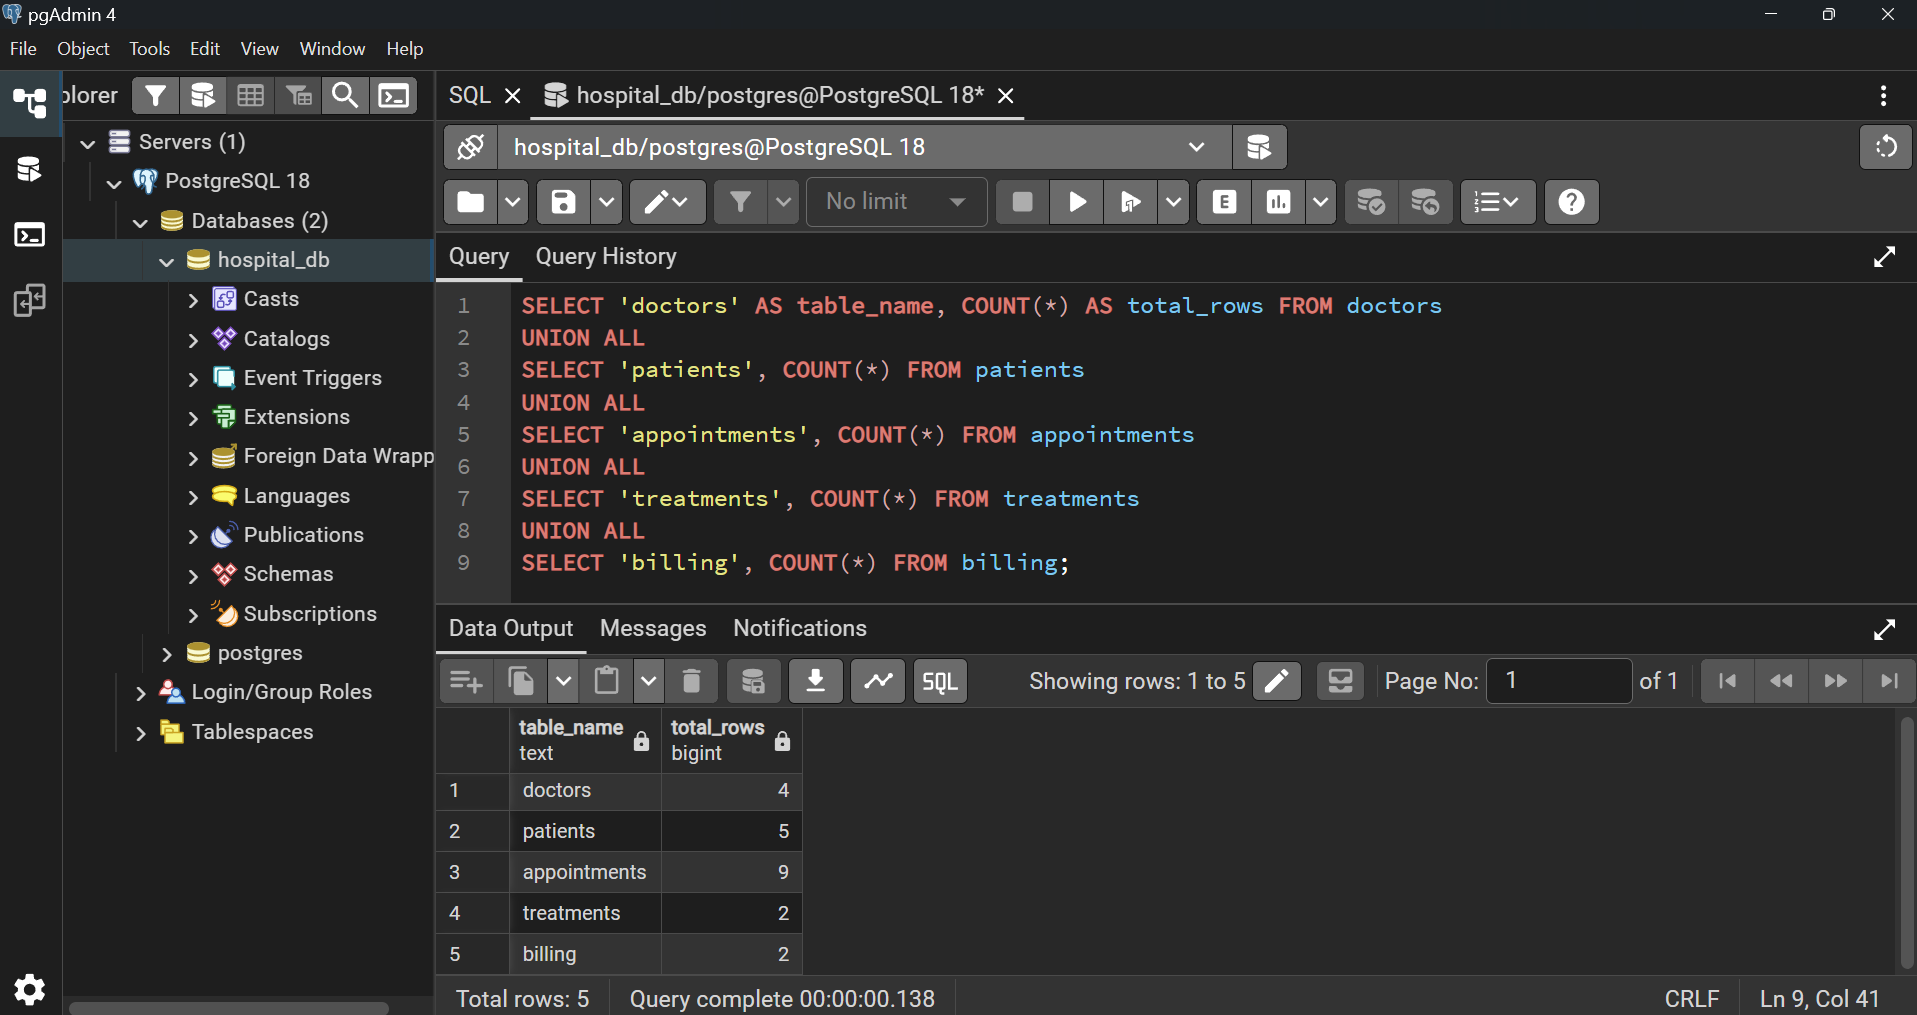 pgAdmin 4
File Object Tools Edit View Window Help
plorer
Servers (1)
PostgreSQL 18
Databases (2)
hospital_db
Casts
Catalogs
Event Triggers
Extensions
Foreign Data Wrapp
Languages
Publications
Schemas
Subscriptions
postgres
Login/Group Roles
Tablespaces
SQL hospital_db/postgres@PostgreSQL 18*
hospital_db/postgres@PostgreSQL 18
No limit E ?
Query Query History
1 SELECT 'doctors' AS table_name, COUNT(*) AS total_rows FROM doctors
2 UNION ALL
3 SELECT 'patients', COUNT(*) FROM patients
4 UNION ALL
5 SELECT 'appointments', COUNT(*) FROM appointments
6 UNION ALL
7 SELECT 'treatments', COUNT(*) FROM treatments
8 UNION ALL
9 SELECT 'billing', COUNT(*) FROM billing;
Data Output Messages Notifications
SQL Showing rows: 1 to 5 Page No: 1 of 1
table_name total_rows
text bigint
1 doctors 4
2 patients 5
3 appointments 9
4 treatments 2
5 billing 2
Total rows: 5 Query complete 00:00:00.138 CRLF Ln 9, Col 41